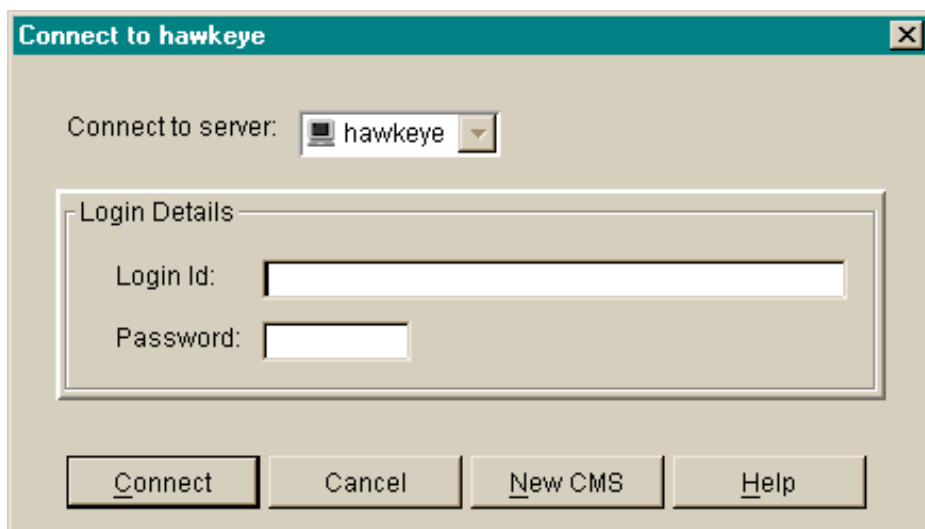 Connect to hawkeye
Connect to server: hawkeye
Login Details
Login Id:
Password:
Connect Cancel New CMS Help